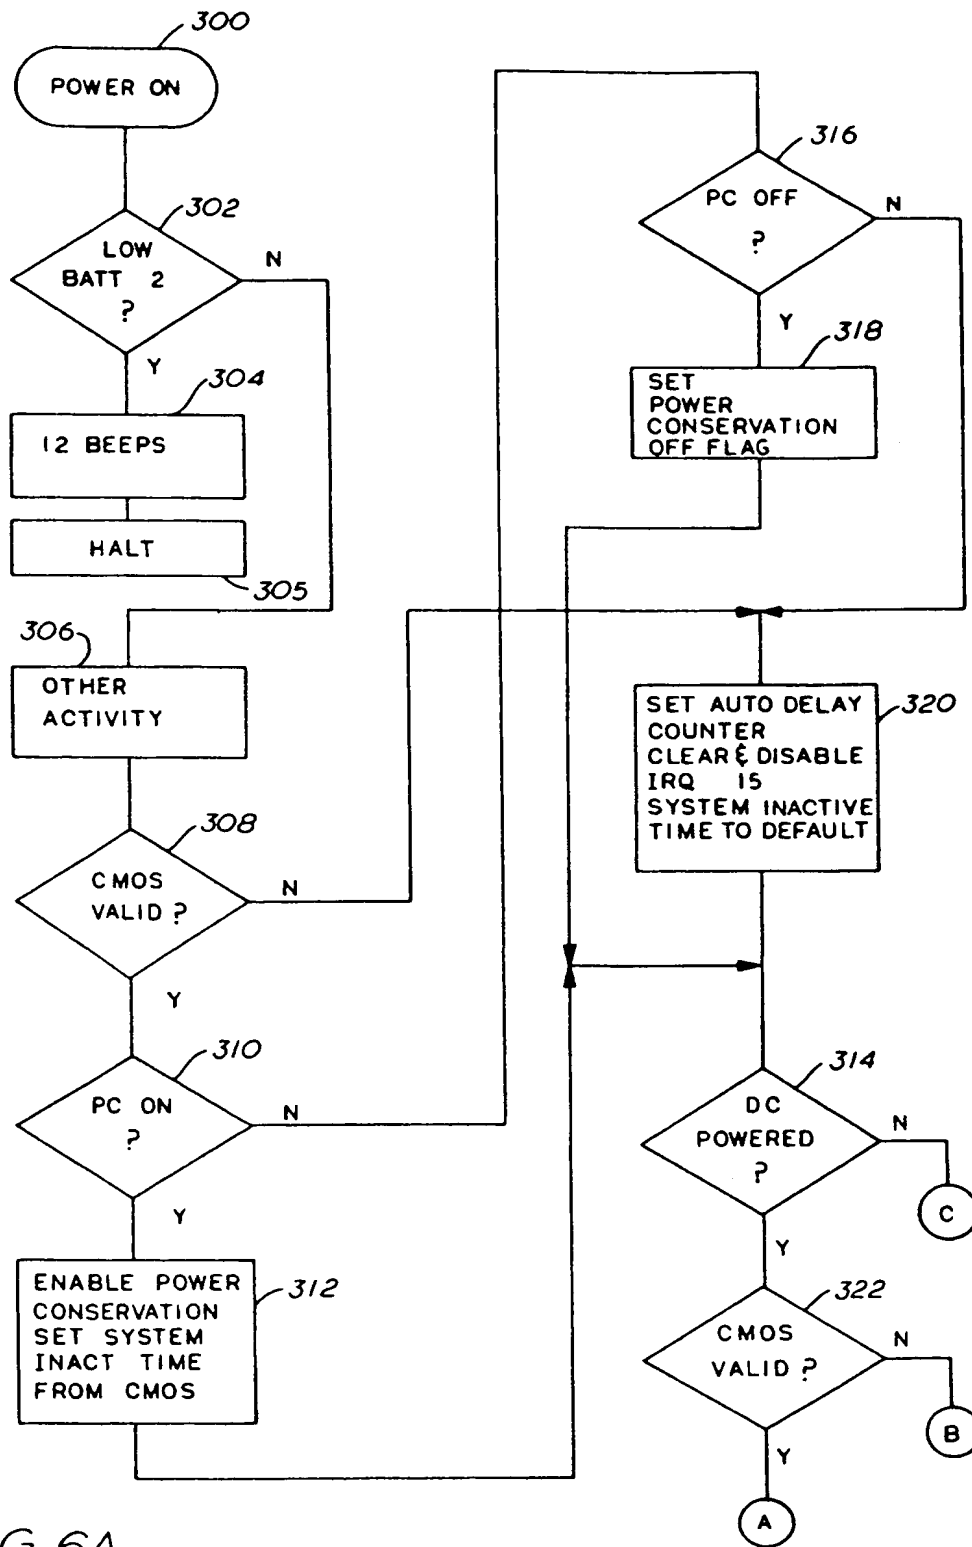 300
POWER ON
302
LOW
BATT 2
?
N
Y
304
12 BEEPS
HALT
305
306
OTHER
ACTIVITY
308
CMOS
VALID ?
N
Y
310
PC ON
?
N
Y
312
ENABLE POWER
CONSERVATION
SET SYSTEM
INACT TIME
FROM CMOS
316
PC OFF
?
N
Y
318
SET
POWER
CONSERVATION
OFF FLAG
320
SET AUTO DELAY
COUNTER
CLEAR & DISABLE
IRQ 15
SYSTEM INACTIVE
TIME TO DEFAULT
314
DC
POWERED
?
N
C
Y
322
CMOS
VALID ?
N
B
Y
A
G. 6A